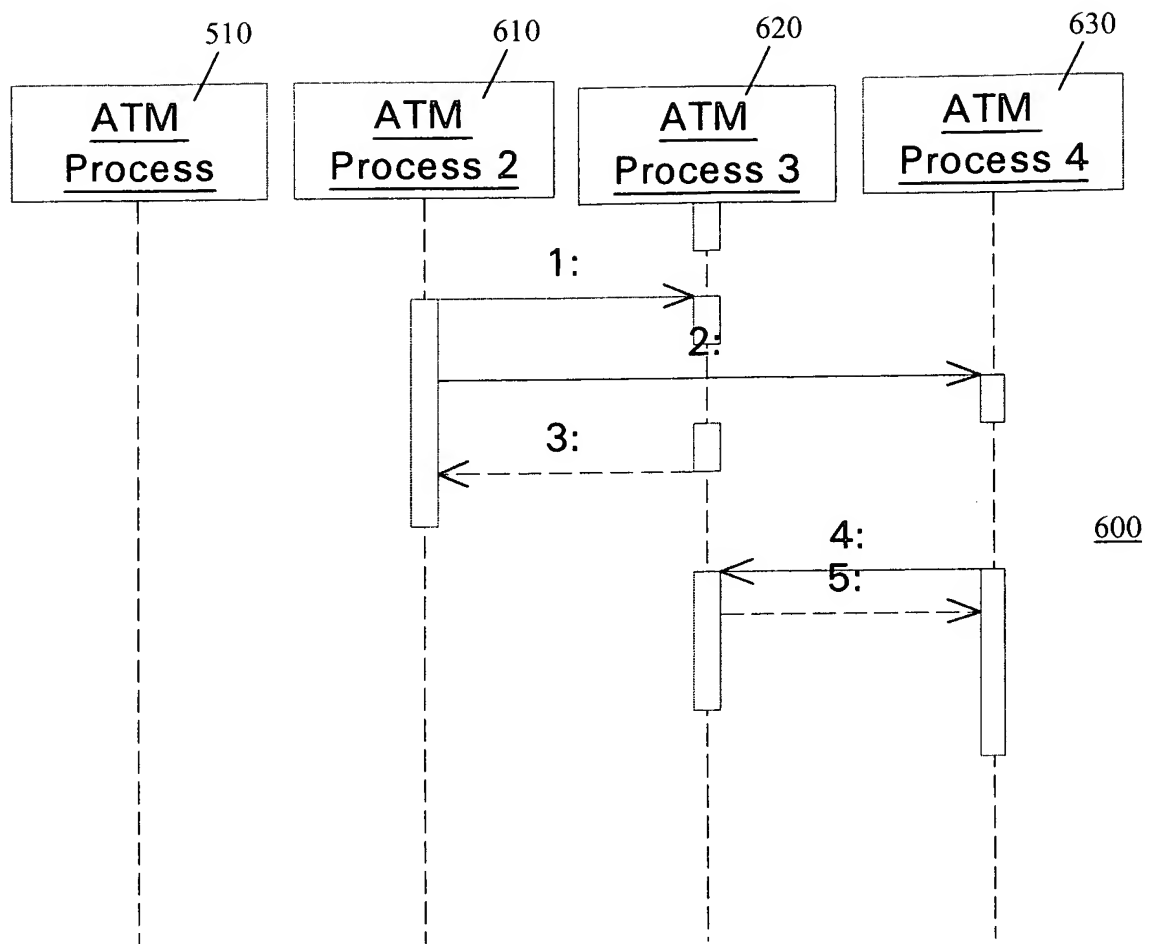 510
610
620
630
ATM
Process
ATM
Process 2
ATM
Process 3
ATM
Process 4
1:
2:
3:
4:
5:
600